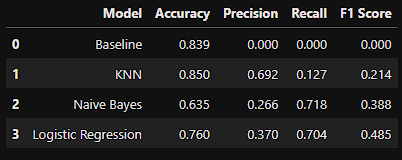 Model Accuracy Precision Recall F1 Score
0 Baseline 0.839 0.000 0.000 0.000
1 KNN 0.850 0.692 0.127 0.214
2 Naive Bayes 0.635 0.266 0.718 0.388
3 Logistic Regression 0.760 0.370 0.704 0.485